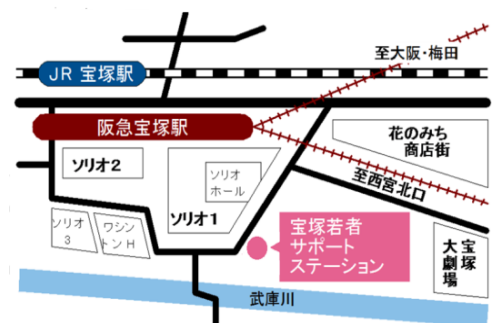 至大阪・梅田
JR 宝塚駅
阪急宝塚駅
花のみち
商店街
ソリオ2
ソリオ
ホール
至西宮北口
ソリオ1
ソリオ
3
ワシン
トンH
宝塚若者
サポート
ステーション
宝塚
大劇場
武庫川